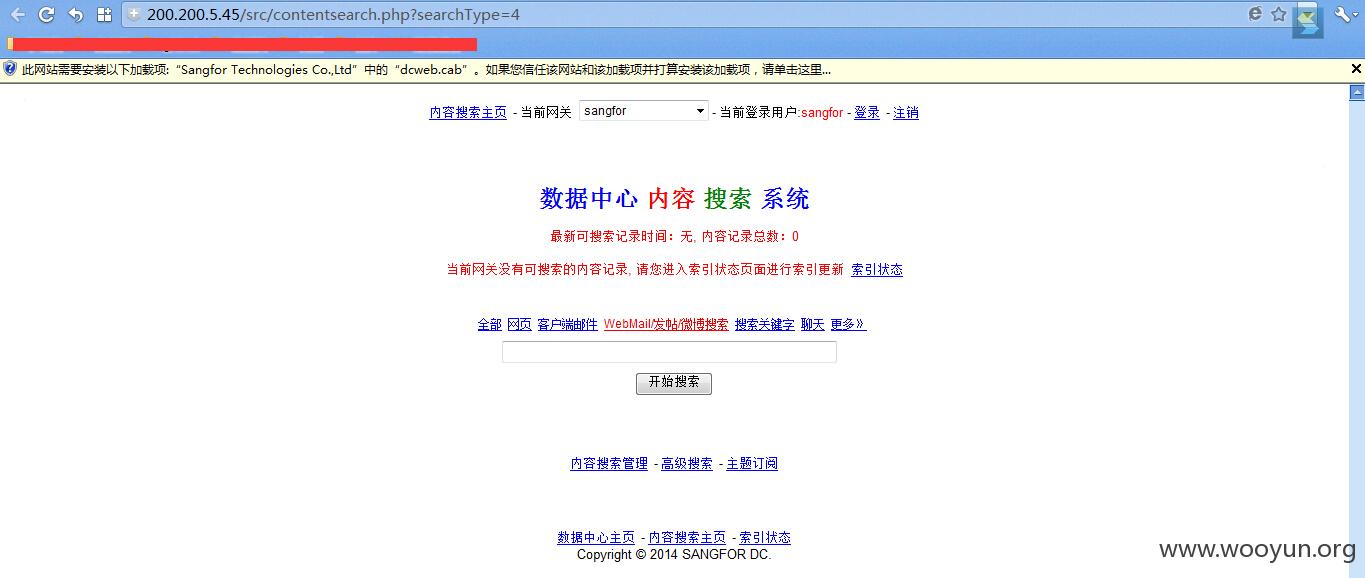 200.200.5.45/src/contentsearch.php?searchType=4
此网站需要安装以下加载项:“Sangfor Technologies Co.,Ltd”中的“dcweb.cab”。如果您信任该网站和该加载项并打算安装该加载项，请单击这里...
内容搜索主页 - 当前网关 sangfor - 当前登录用户:sangfor - 登录 - 注销
数据中心 内容 搜索 系统
最新可搜索记录时间：无, 内容记录总数：0
当前网关没有可搜索的内容记录, 请您进入索引状态页面进行索引更新 索引状态
全部 网页 客户端邮件 WebMail/发帖/微博搜索 搜索关键字 聊天 更多》
开始搜索
内容搜索管理 - 高级搜索 - 主题订阅
数据中心主页 - 内容搜索主页 - 索引状态
Copyright © 2014 SANGFOR DC.
www.wooyun.org